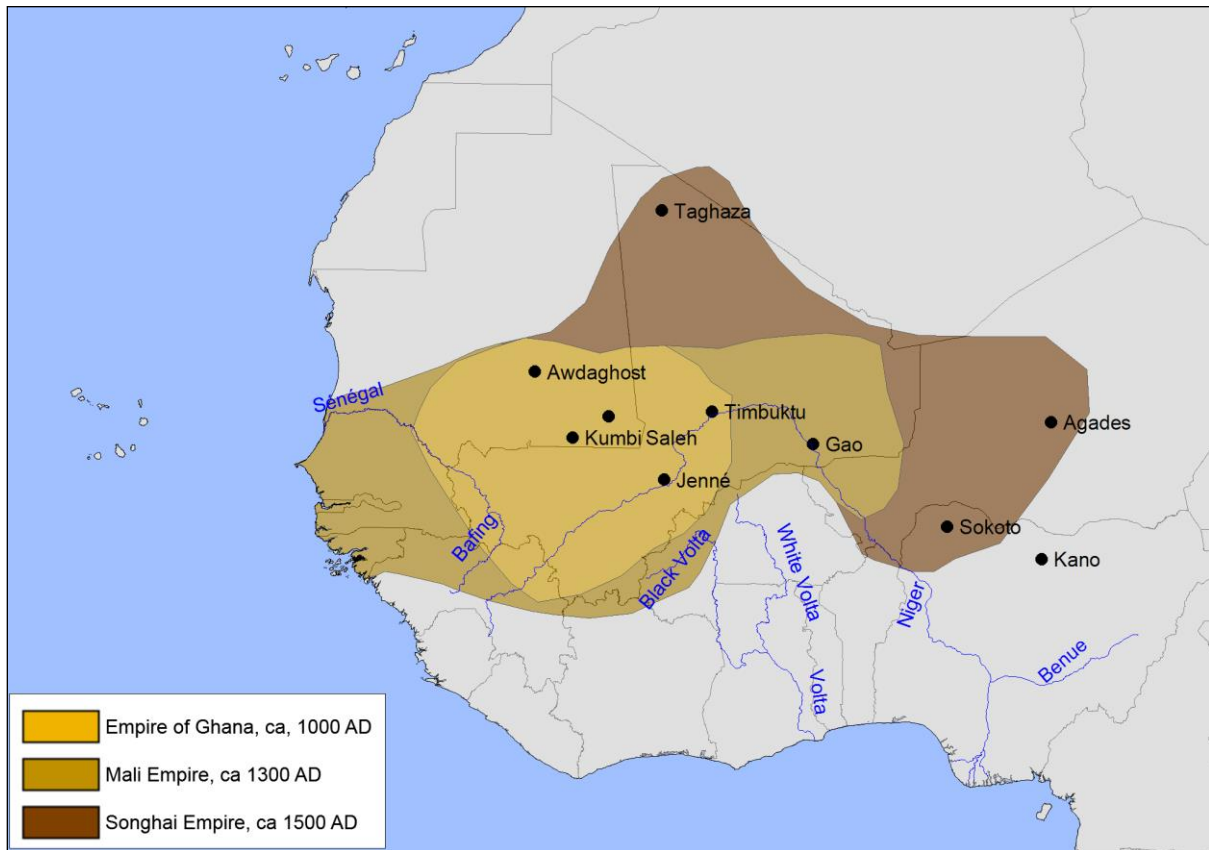 Taghaza
Awdaghost
Sénégal
Timbuktu
Agades
Kumbi Saleh
Gao
Jenné
Bafing
Sokoto
Black Volta
White Volta
Kano
Niger
Benue
Volta
Empire of Ghana, ca, 1000 AD
Mali Empire, ca 1300 AD
Songhai Empire, ca 1500 AD